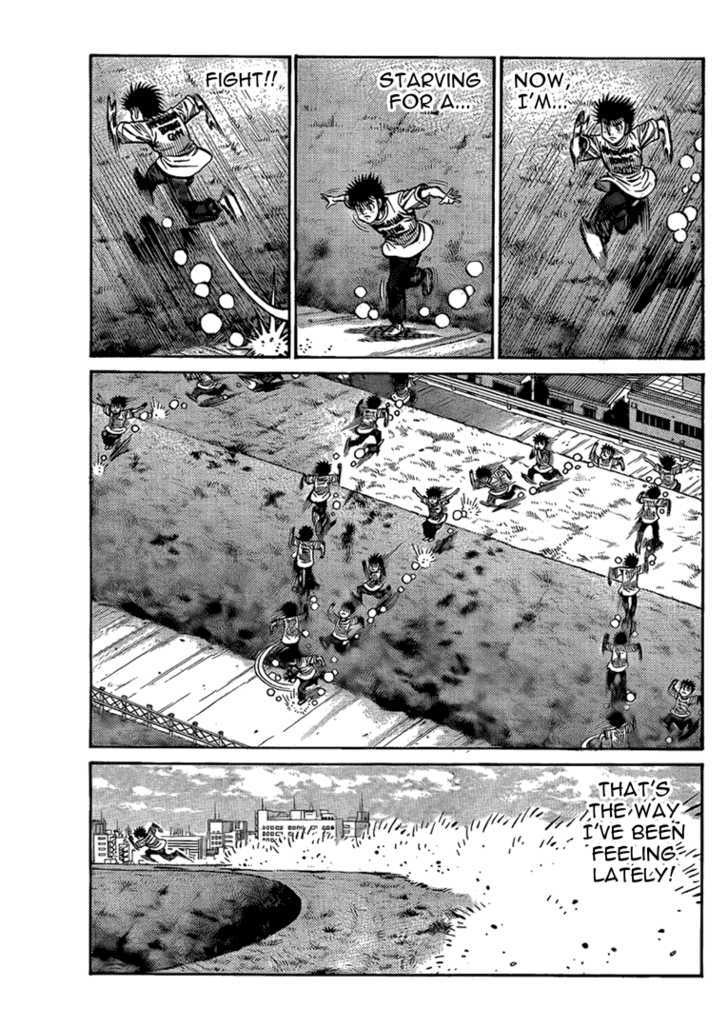 NOW,
I'M...
STARVING
FOR A...
FIGHT!!
THAT'S
THE WAY
I'VE BEEN
FEELING
LATELY!